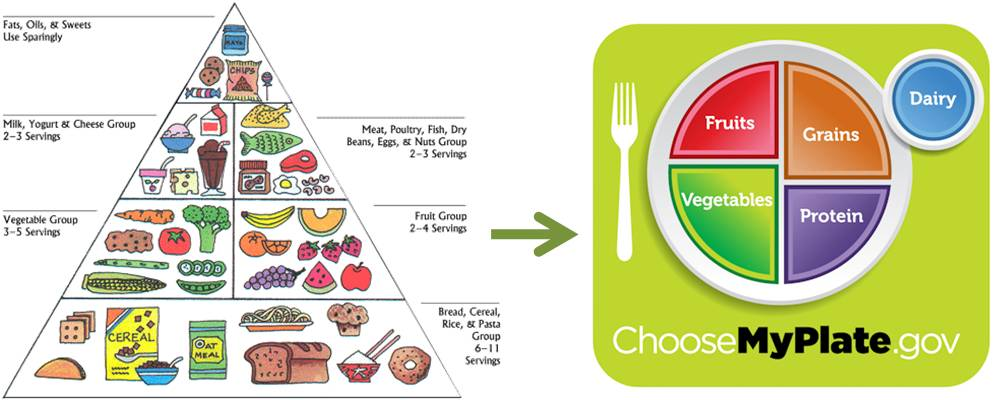 Fats, Oils, & Sweets
Use Sparingly
MAYO
CHIPS
Milk, Yogurt & Cheese Group
2–3 Servings
Meat, Poultry, Fish, Dry
Beans, Eggs, & Nuts Group
2–3 Servings
Vegetable Group
3–5 Servings
Fruit Group
2–4 Servings
Bread, Cereal,
Rice, & Pasta
Group
6–11
Servings
CEREAL
OAT
MEAL
Fruits
Grains
Dairy
Vegetables
Protein
ChooseMyPlate.gov